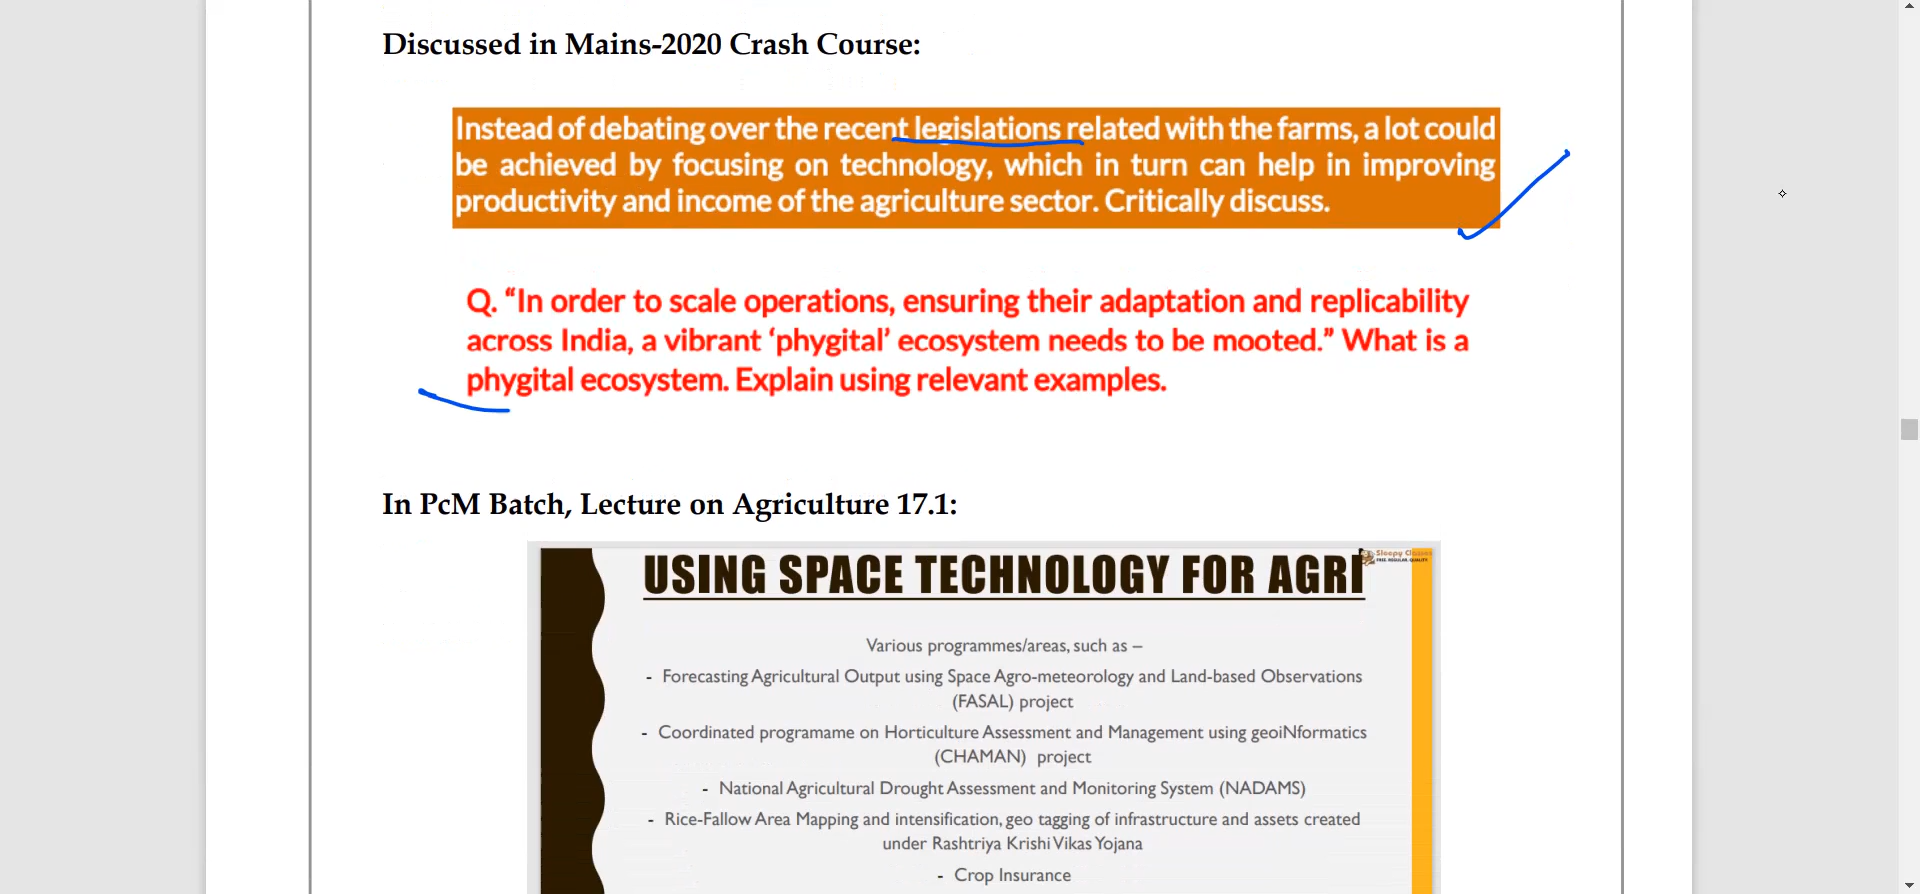 Discussed in Mains-2020 Crash Course:
Instead of debating over the recent legislations related with the farms, a lot could
be achieved by focusing on technology, which in turn can help in improving
productivity and income of the agriculture sector. Critically discuss.
Q. “In order to scale operations, ensuring their adaptation and replicability
across India, a vibrant ‘phygital’ ecosystem needs to be mooted.” What is a
phygital ecosystem. Explain using relevant examples.
In PcM Batch, Lecture on Agriculture 17.1:
USING SPACE TECHNOLOGY FOR AGRI
Sleepy Classes
FREE. REGULAR. QUALITY
Various programmes/areas, such as –
- Forecasting Agricultural Output using Space Agro-meteorology and Land-based Observations
(FASAL) project
- Coordinated programame on Horticulture Assessment and Management using geoiNformatics
(CHAMAN) project
- National Agricultural Drought Assessment and Monitoring System (NADAMS)
- Rice-Fallow Area Mapping and intensification, geo tagging of infrastructure and assets created
under Rashtriya Krishi Vikas Yojana
- Crop Insurance